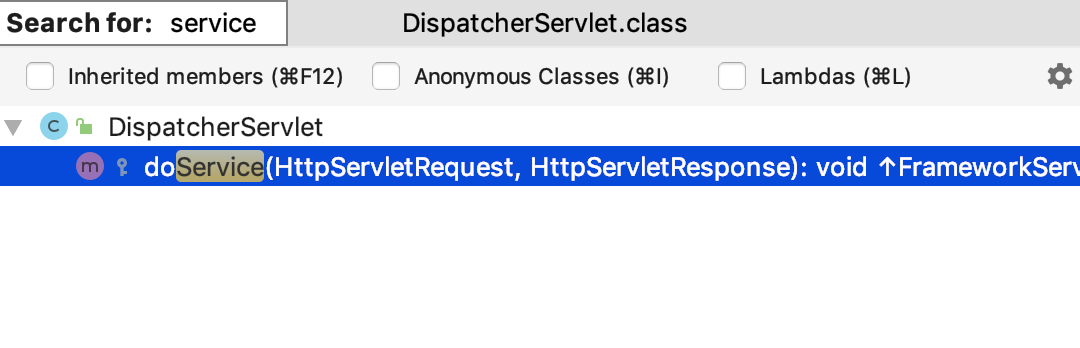 Search for: service DispatcherServlet.class
Inherited members (⌘F12) Anonymous Classes (⌘I) Lambdas (⌘L)
C DispatcherServlet
m doService(HttpServletRequest, HttpServletResponse): void ↑FrameworkServ